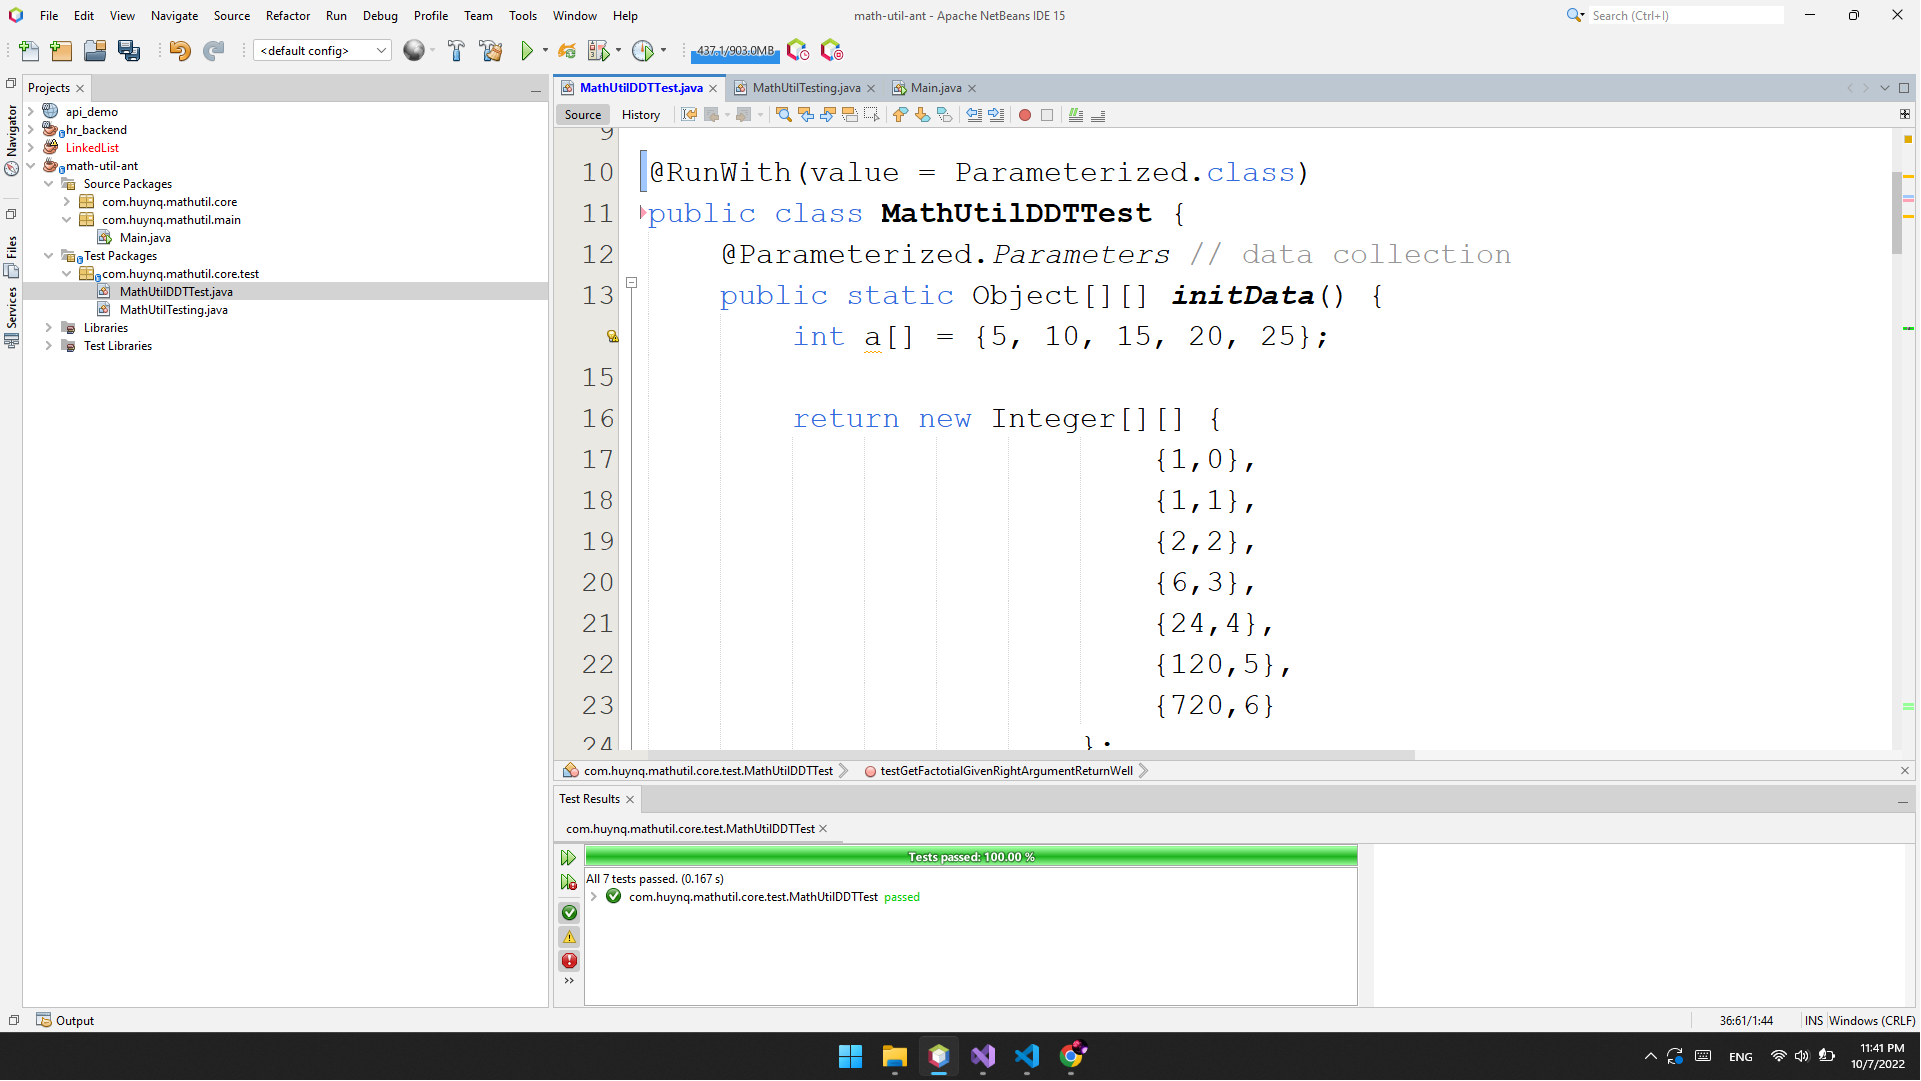 File Edit View Navigate Source Refactor Run Debug Profile Team Tools Window Help
math-util-ant - Apache NetBeans IDE 15
Search (Ctrl+I)
<default config>
437.1/903.0MB
Projects
Navigator
Files
Services
api_demo
hr_backend
LinkedList
math-util-ant
Source Packages
com.huynq.mathutil.core
com.huynq.mathutil.main
Main.java
Test Packages
com.huynq.mathutil.core.test
MathUtilDDTTest.java
MathUtilTesting.java
Libraries
Test Libraries
MathUtilDDTTest.java MathUtilTesting.java Main.java
Source History
9
10 @RunWith(value = Parameterized.class)
11 public class MathUtilDDTTest {
12 @Parameterized.Parameters // data collection
13 public static Object[][] initData() {
int a[] = {5, 10, 15, 20, 25};
15
16 return new Integer[][] {
17 {1,0},
18 {1,1},
19 {2,2},
20 {6,3},
21 {24,4},
22 {120,5},
23 {720,6}
24 };
com.huynq.mathutil.core.test.MathUtilDDTTest testGetFactotialGivenRightArgumentReturnWell
Test Results
com.huynq.mathutil.core.test.MathUtilDDTTest
Tests passed: 100.00 %
All 7 tests passed. (0.167 s)
com.huynq.mathutil.core.test.MathUtilDDTTest passed
Output
36:61/1:44 INS Windows (CRLF)
ENG
11:41 PM
10/7/2022